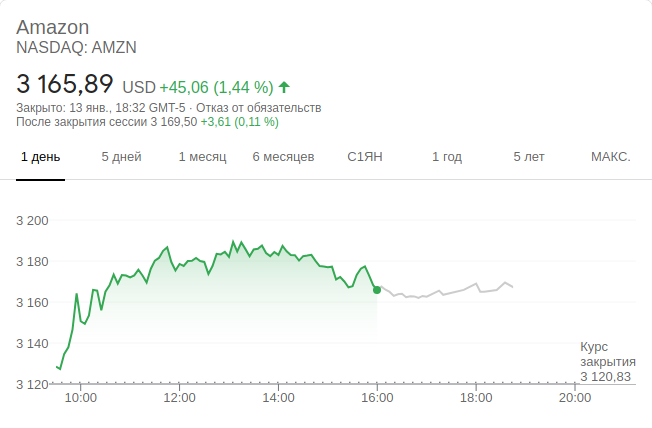 Amazon
NASDAQ: AMZN
3 165,89 USD +45,06 (1,44 %)
Закрыто: 13 янв., 18:32 GMT-5 · Отказ от обязательств
После закрытия сессии 3 169,50 +3,61 (0,11 %)
1 день 5 дней 1 месяц 6 месяцев С1ЯН 1 год 5 лет МАКС.
3 200
3 180
3 160
3 140
3 120
Курс
закрытия
3 120,83
10:00 12:00 14:00 16:00 18:00 20:00